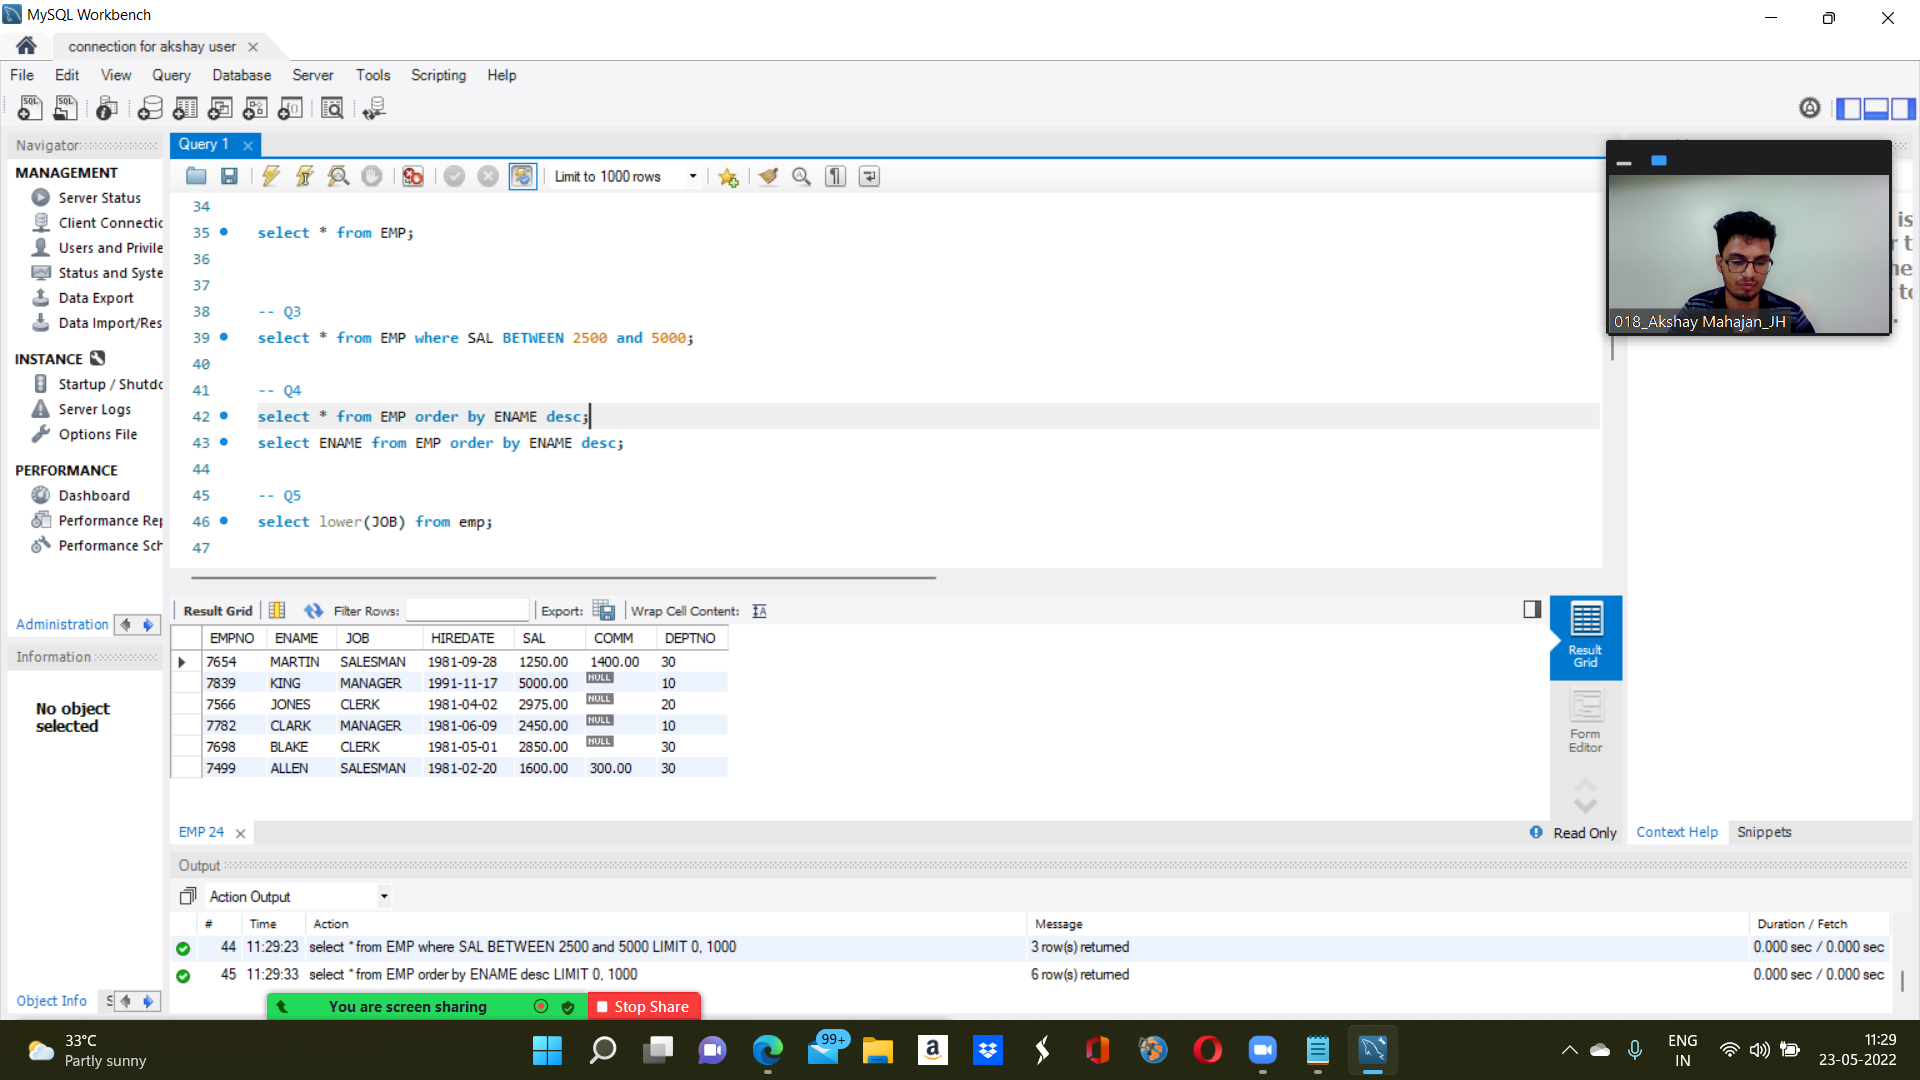 MySQL Workbench
connection for akshay user
File Edit View Query Database Server Tools Scripting Help
Navigator
MANAGEMENT
Server Status
Client Connectic
Users and Privile
Status and Syste
Data Export
Data Import/Res
INSTANCE
Startup / Shutdo
Server Logs
Options File
PERFORMANCE
Dashboard
Performance Rep
Performance Sch
Administration
Information
No object
selected
Object Info S
Query 1
Limit to 1000 rows
34
35 select * from EMP;
36
37
38 -- Q3
39 select * from EMP where SAL BETWEEN 2500 and 5000;
40
41 -- Q4
42 select * from EMP order by ENAME desc;
43 select ENAME from EMP order by ENAME desc;
44
45 -- Q5
46 select lower(JOB) from emp;
47
018_Akshay Mahajan_JH
is
r t
he
to
.
Result Grid Filter Rows: Export: Wrap Cell Content:
EMPNO ENAME JOB HIREDATE SAL COMM DEPTNO
7654 MARTIN SALESMAN 1981-09-28 1250.00 1400.00 30
7839 KING MANAGER 1991-11-17 5000.00 NULL 10
7566 JONES CLERK 1981-04-02 2975.00 NULL 20
7782 CLARK MANAGER 1981-06-09 2450.00 NULL 10
7698 BLAKE CLERK 1981-05-01 2850.00 NULL 30
7499 ALLEN SALESMAN 1981-02-20 1600.00 300.00 30
Result
Grid
Form
Editor
EMP 24
Read Only
Context Help Snippets
Output
Action Output
# Time Action Message Duration / Fetch
44 11:29:23 select * from EMP where SAL BETWEEN 2500 and 5000 LIMIT 0, 1000 3 row(s) returned 0.000 sec / 0.000 sec
45 11:29:33 select * from EMP order by ENAME desc LIMIT 0, 1000 6 row(s) returned 0.000 sec / 0.000 sec
You are screen sharing Stop Share
33°C
Partly sunny
99+
ENG
IN
11:29
23-05-2022